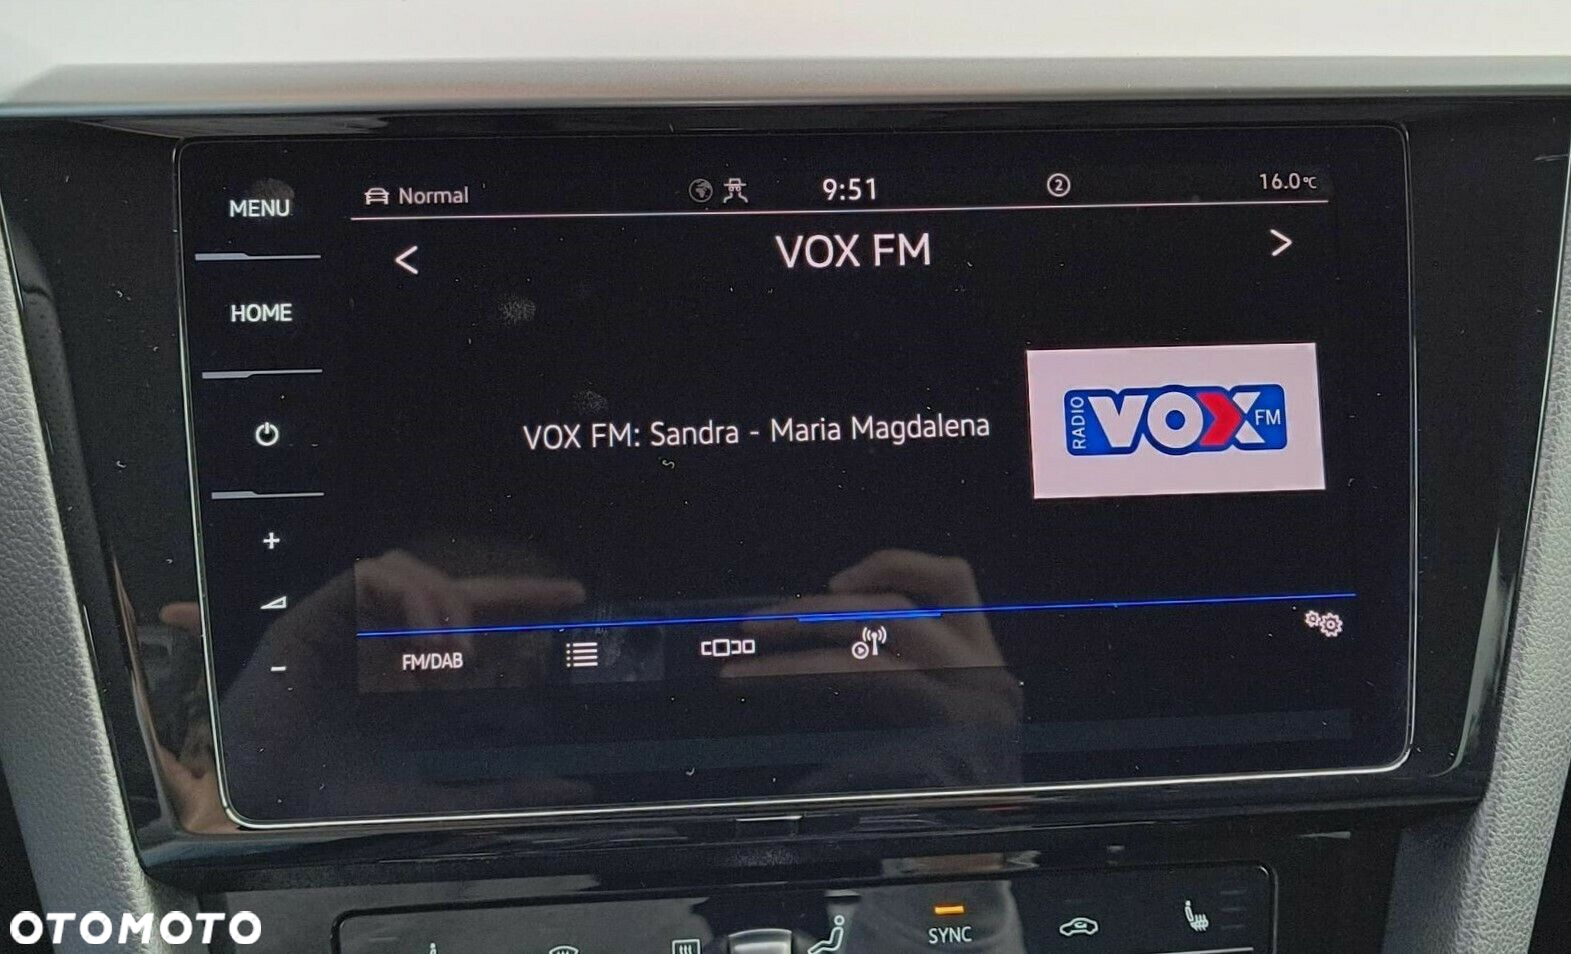 MENU
Normal
9:51
2
16.0°C
< VOX FM >
HOME
VOX FM: Sandra - Maria Magdalena
RADIO VOX FM
+
-
FM/DAB
SYNC
OTOMOTO